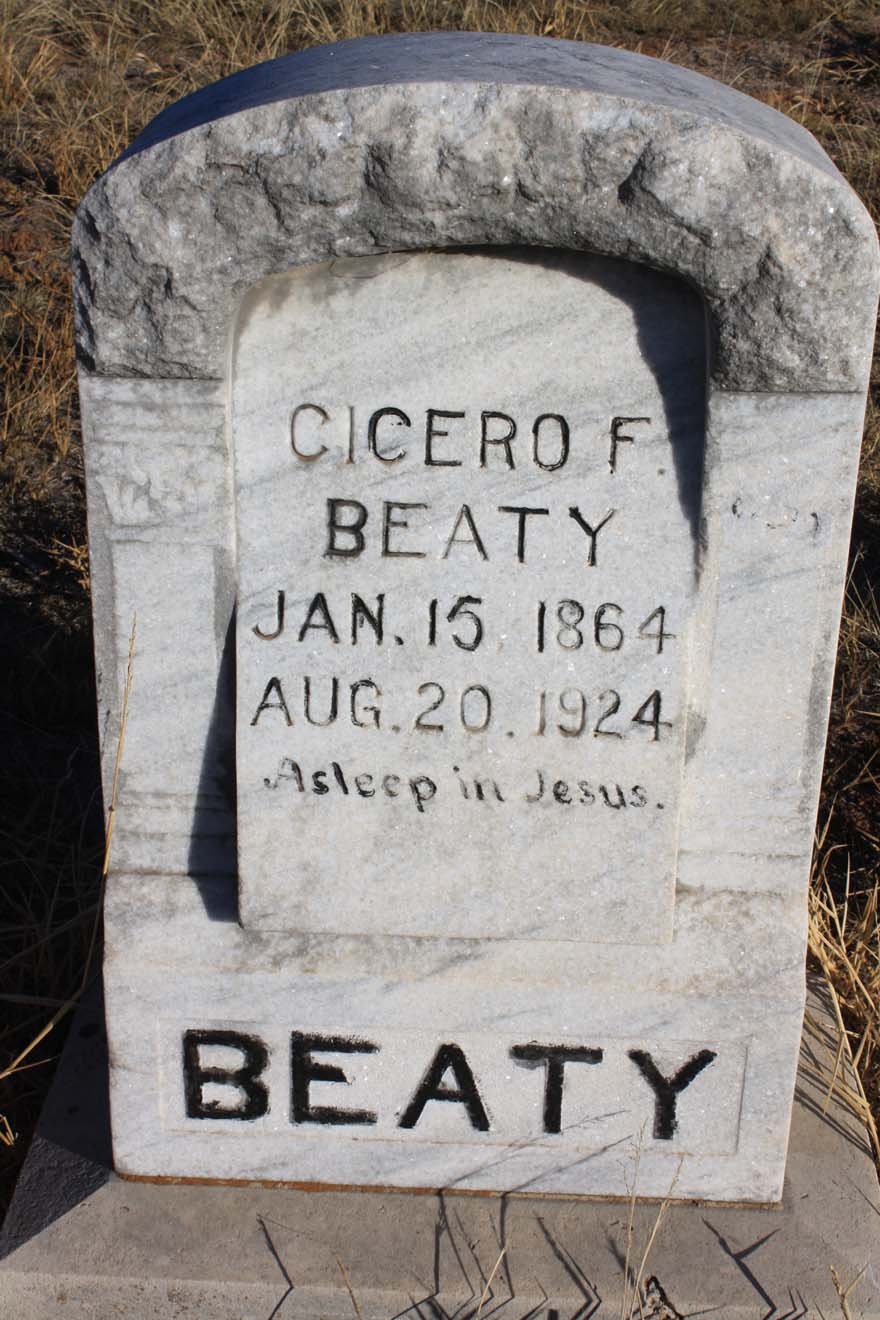 CICERO F.
BEATY
JAN. 15, 1864
AUG. 20. 1924
Asleep in Jesus.
BEATY